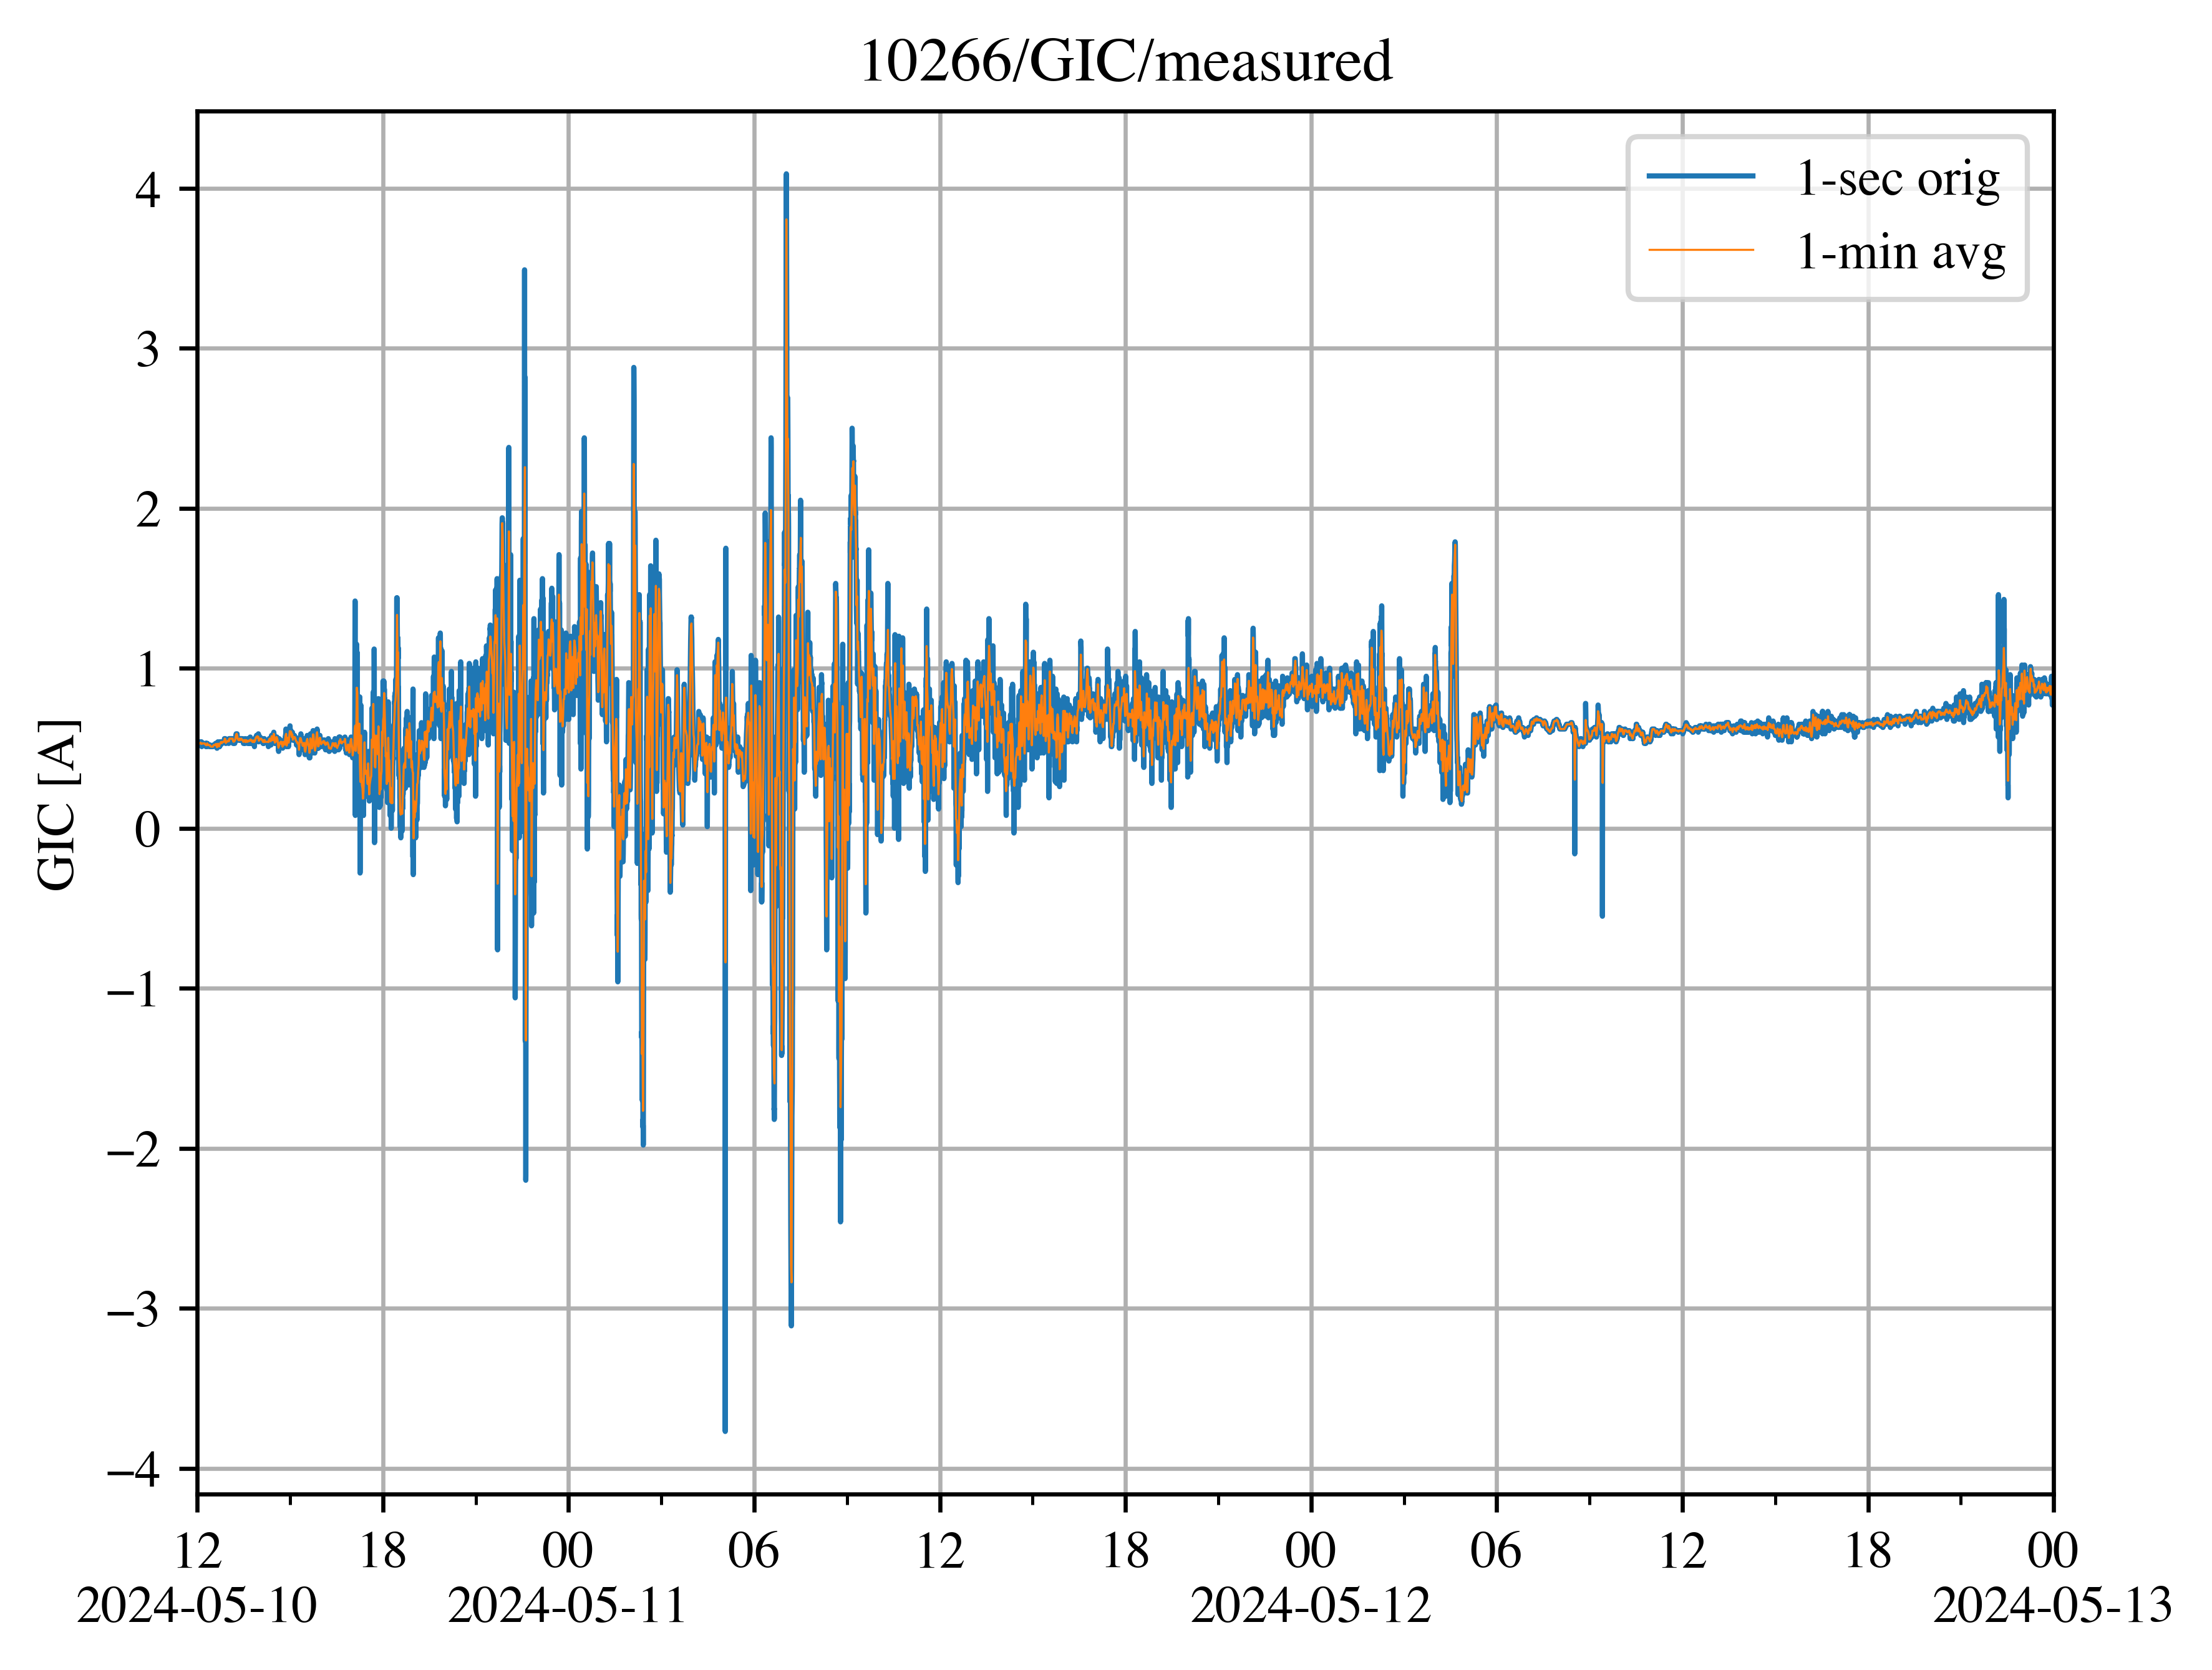 10266/GIC/measured
1-sec orig
1-min avg
GIC [A]
4
3
2
1
0
−1
−2
−3
−4
12 18 00 06 12 18 00 06 12 18 00
2024-05-10 2024-05-11 2024-05-12 2024-05-13